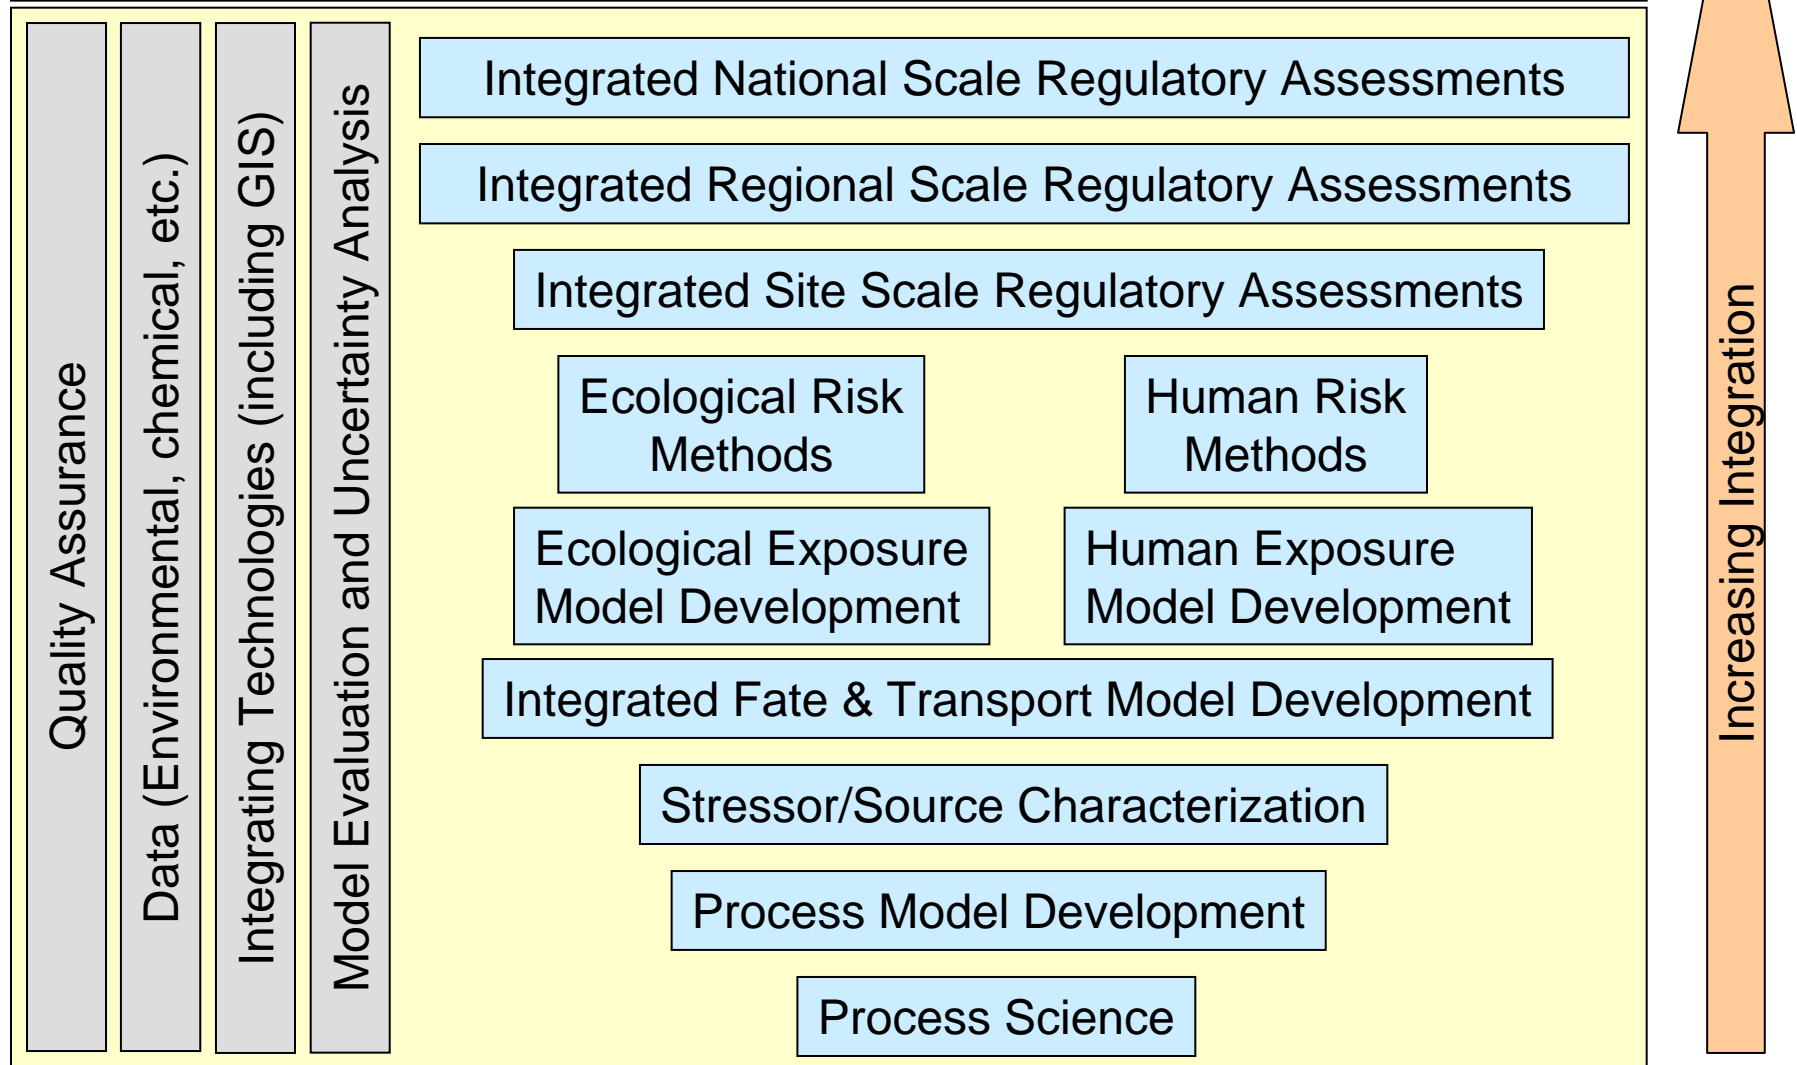 Quality Assurance
Data (Environmental, chemical, etc.)
Integrating Technologies (including GIS)
Model Evaluation and Uncertainty Analysis
Integrated National Scale Regulatory Assessments
Integrated Regional Scale Regulatory Assessments
Integrated Site Scale Regulatory Assessments
Ecological Risk
Methods
Human Risk
Methods
Ecological Exposure
Model Development
Human Exposure
Model Development
Integrated Fate & Transport Model Development
Stressor/Source Characterization
Process Model Development
Process Science
Increasing Integration